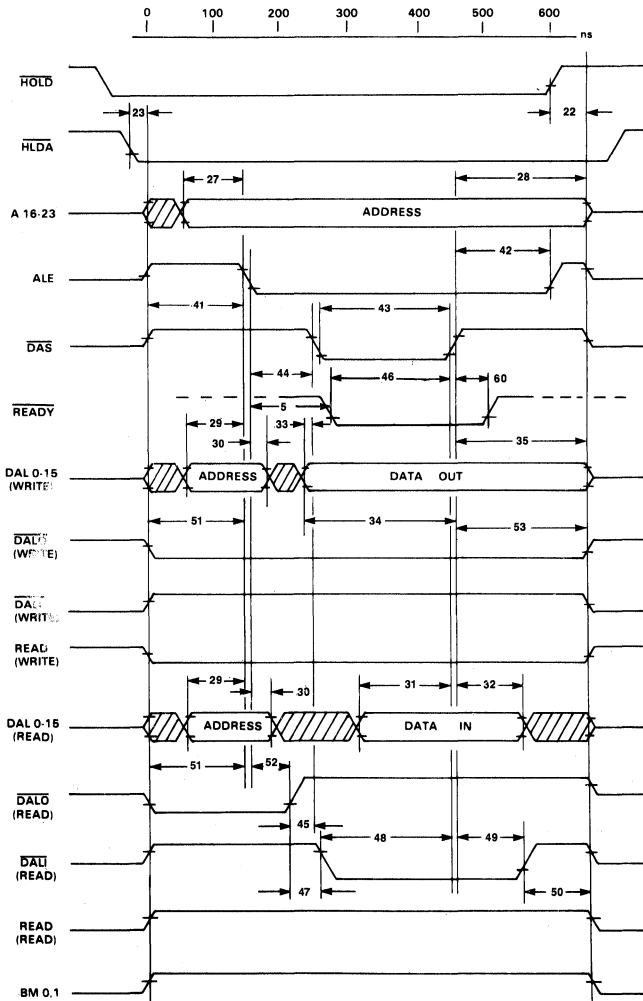 0 100 200 300 400 500 600
ns
HOLD
23 22
HLDA
27 28
A 16-23 ADDRESS
42
ALE
41 43
DAS
44 46 60
READY
5
29 33
30 35
DAL 0-15 ADDRESS DATA OUT
(WRITE)
51 34 53
(WRITE)
READ
(WRITE)
29 30 31 32
DAL 0-15 ADDRESS DATA IN
(READ)
51 52
DALO
(READ)
45 48 49
DALI
(READ)
47 50
READ
(READ)
BM 0,1